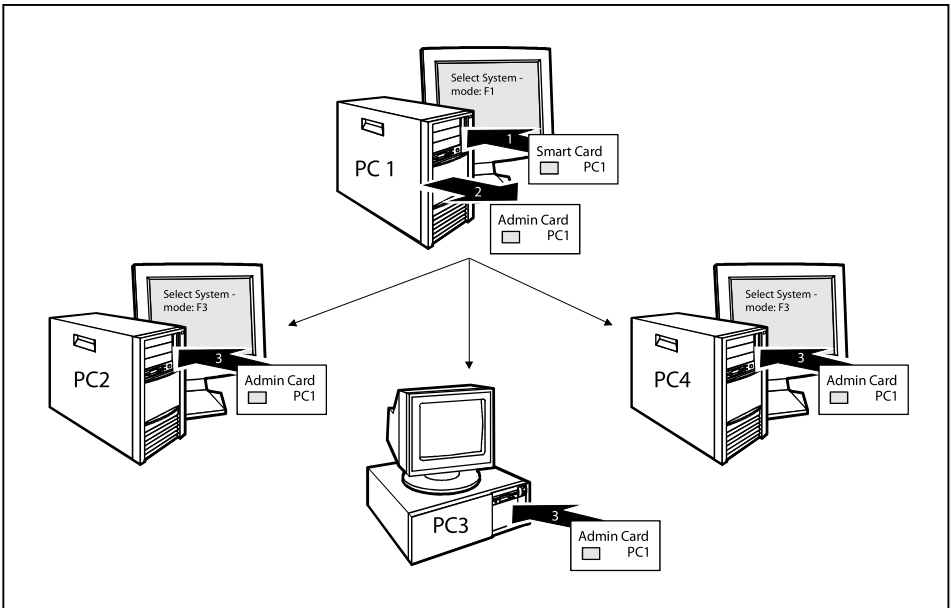 Select System -
mode: F1
PC 1
1
Smart Card
PC1
2
Admin Card
PC1
Select System -
mode: F3
PC2
3
Admin Card
PC1
PC3
3
Admin Card
PC1
Select System -
mode: F3
PC4
3
Admin Card
PC1